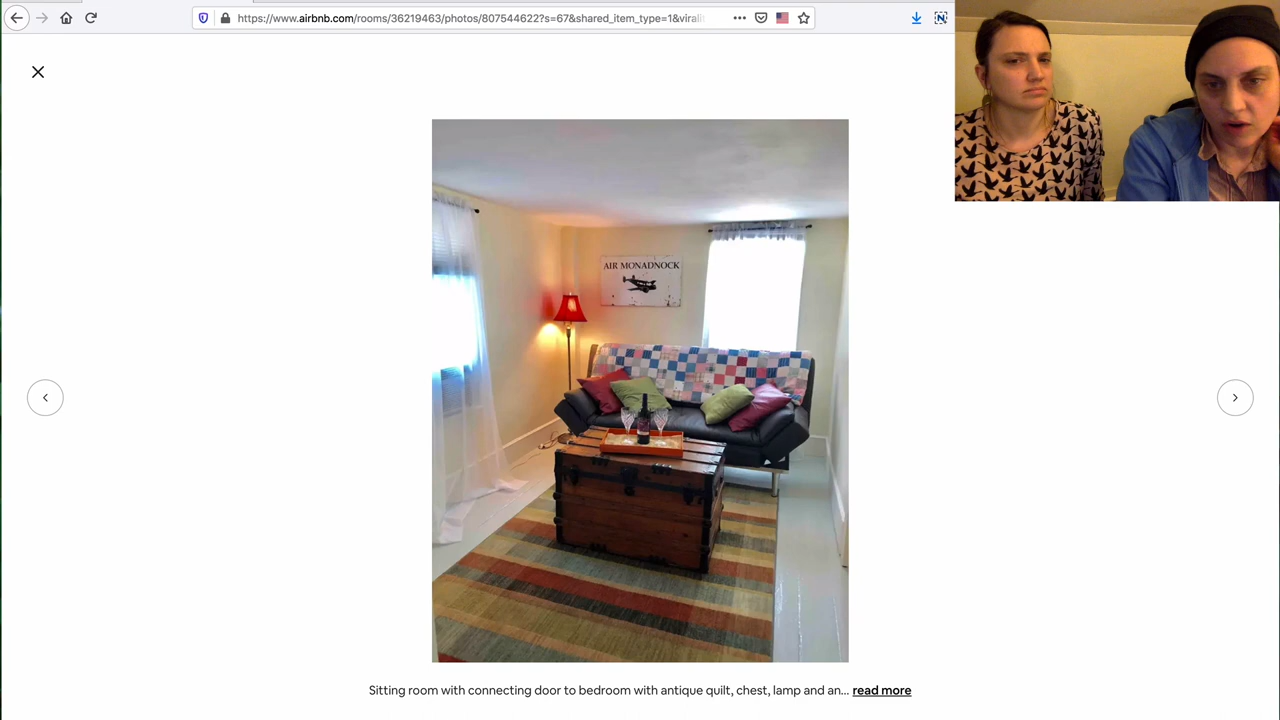 https://www.airbnb.com/rooms/36219463/photos/807544622?s=67&shared_item_type=1&virali
AIR MONADNOCK
Sitting room with connecting door to bedroom with antique quilt, chest, lamp and an... read more